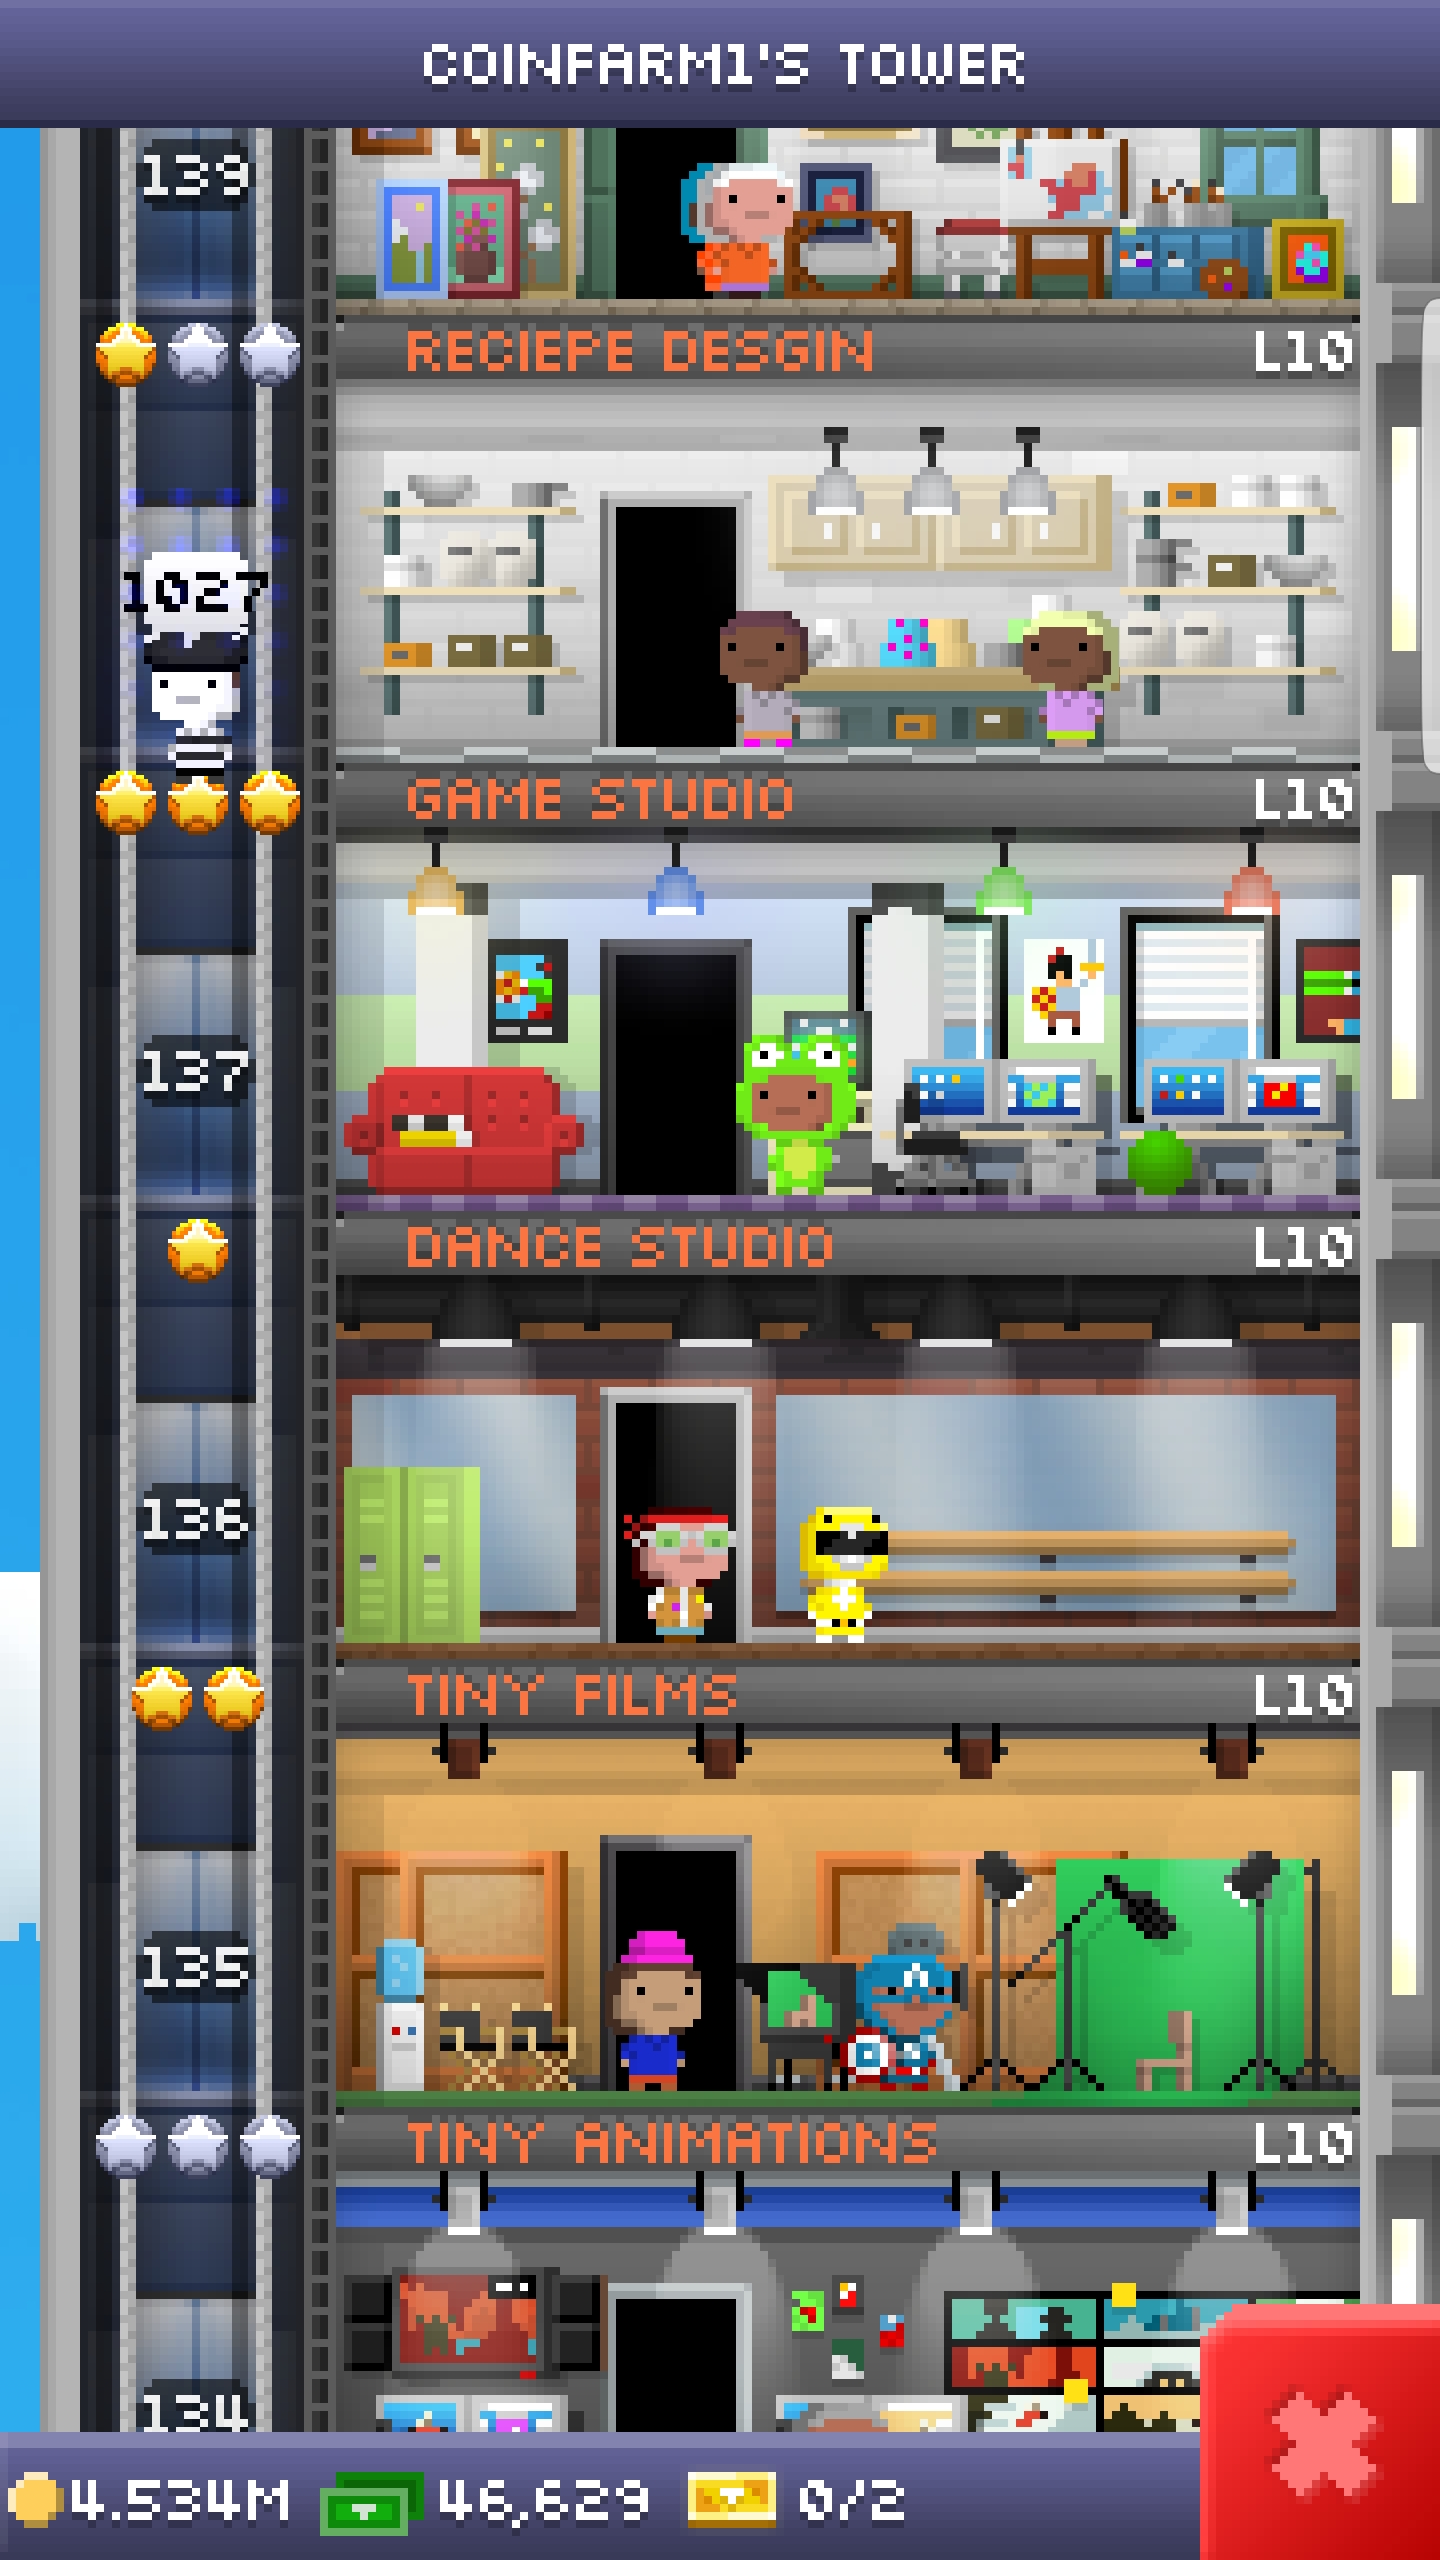 COINFARM1'S TOWER
139
RECIEPE DESGIN L10
1027
GAME STUDIO L10
137
DANCE STUDIO L10
136
TINY FILMS L10
135
TINY ANIMATIONS L10
134
4.534M 46,629 0/2